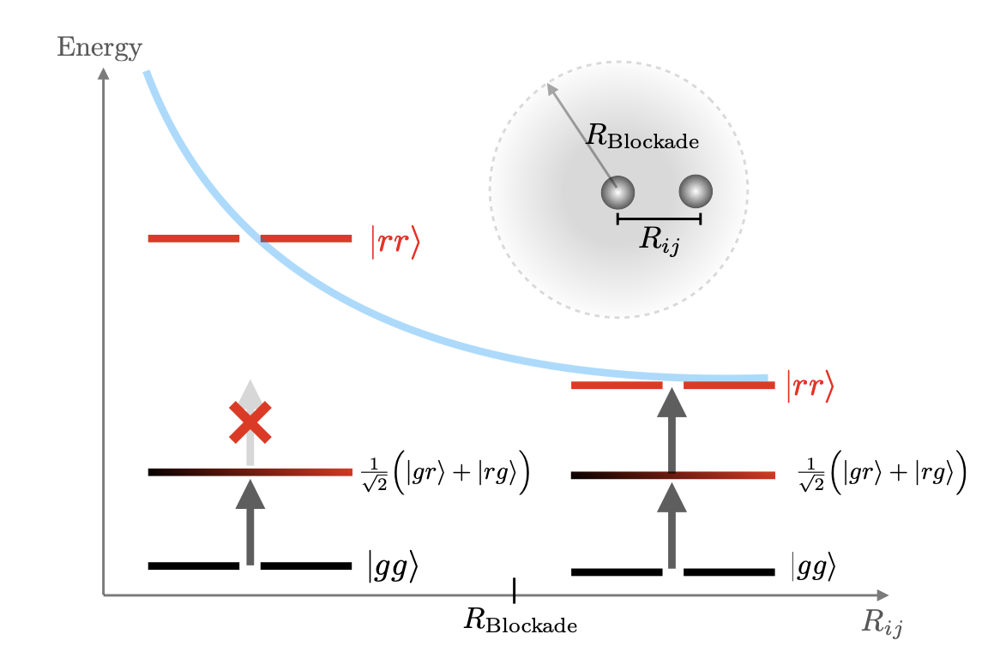 Energy
R_Blockade
R_ij
|rr⟩
|rr⟩
1/√2(|gr⟩ + |rg⟩)
1/√2(|gr⟩ + |rg⟩)
|gg⟩
|gg⟩
R_Blockade
R_ij